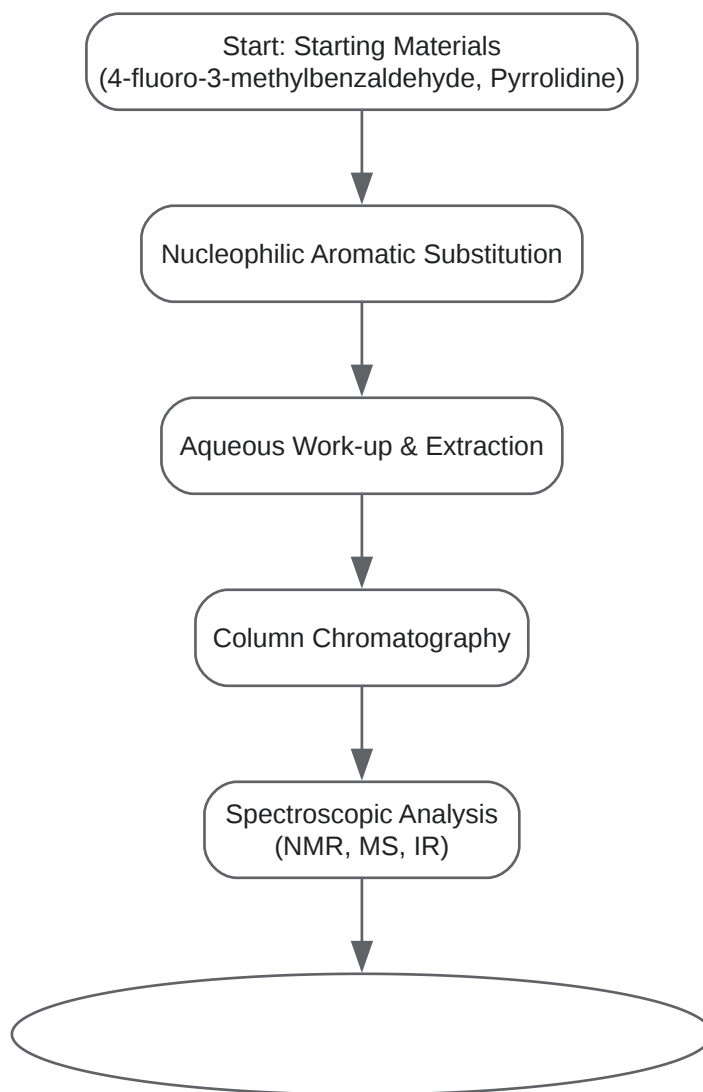 Start: Starting Materials
(4-fluoro-3-methylbenzaldehyde, Pyrrolidine)
Nucleophilic Aromatic Substitution
Aqueous Work-up & Extraction
Column Chromatography
Spectroscopic Analysis
(NMR, MS, IR)